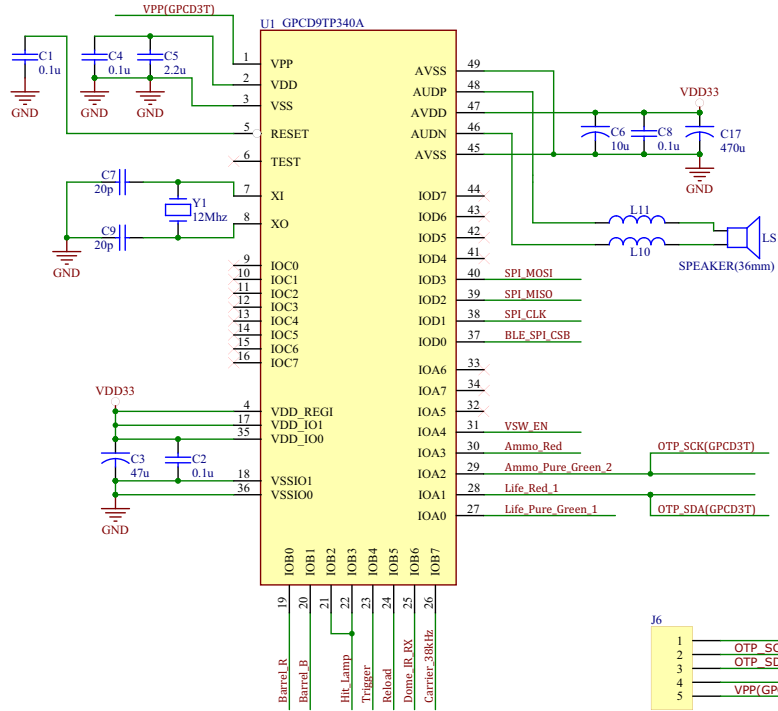 VPP(GPCD3T)
U1 GPCD9TP340A
C1
0.1u
GND
C4
0.1u
GND
C5
2.2u
GND
1 VPP
2 VDD
3 VSS
5 RESET
6 TEST
7 XI
8 XO
C7
20p
Y1
12Mhz
C9
20p
GND
9 IOC0
10 IOC1
11 IOC2
12 IOC3
13 IOC4
14 IOC5
15 IOC6
16 IOC7
VDD33
4 VDD_REGI
17 VDD_IO1
35 VDD_IO0
C3
47u
C2
0.1u
18 VSSIO1
36 VSSIO0
GND
AVSS 49
AUDP 48
AVDD 47
AUDN 46
AVSS 45
VDD33
C6
10u
C8
0.1u
C17
470u
GND
L11
L10
LS
SPEAKER(36mm)
IOD7 44
IOD6 43
IOD5 42
IOD4 41
IOD3 40 SPI_MOSI
IOD2 39 SPI_MISO
IOD1 38 SPI_CLK
IOD0 37 BLE_SPI_CSB
IOA6 33
IOA7 34
IOA5 32
IOA4 31 VSW_EN
IOA3 30 Ammo_Red
OTP_SCK(GPCD3T)
IOA2 29 Ammo_Pure_Green_2
IOA1 28 Life_Red_1
OTP_SDA(GPCD3T)
IOA0 27 Life_Pure_Green_1
IOB0 19 Barrel_R
IOB1 20 Barrel_B
IOB2 21
IOB3 22 Hit_Lamp
IOB4 23 Trigger
IOB5 24 Reload
IOB6 25 Dome_IR_RX
IOB7 26 Carrier_38kHz
J6
1
2 OTP_SC
3 OTP_SD
4
5 VPP(GP